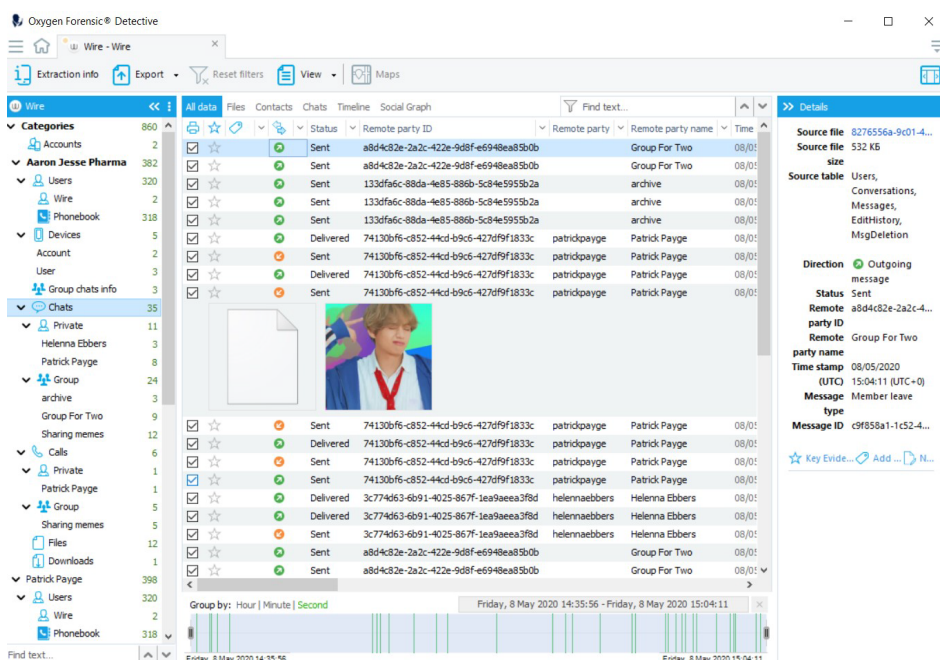 Oxygen Forensic® Detective
Wire - Wire
Extraction info Export Reset filters View Maps
Wire
Categories 860
Accounts 2
Aaron Jesse Pharma 382
Users 320
Wire 2
Phonebook 318
Devices 5
Account 2
User 3
Group chats info 3
Chats 35
Private 11
Helenna Ebbers 3
Patrick Payge 8
Group 24
archive 3
Group For Two 9
Sharing memes 12
Calls 6
Private 1
Patrick Payge 1
Group 5
Sharing memes 5
Files 12
Downloads 1
Patrick Payge 398
Users 320
Wire 2
Phonebook 318
Find text...
All data Files Contacts Chats Timeline Social Graph Find text...
Status Remote party ID Remote party Remote party name Time
Sent a8d4c82e-2a2c-422e-9d8f-e6948ea85b0b Group For Two 08/05
Sent a8d4c82e-2a2c-422e-9d8f-e6948ea85b0b Group For Two 08/05
Sent 133dfa6c-88da-4e85-886b-5c84e5955b2a archive 08/05
Sent 133dfa6c-88da-4e85-886b-5c84e5955b2a archive 08/05
Sent 133dfa6c-88da-4e85-886b-5c84e5955b2a archive 08/05
Delivered 74130bf6-c852-44cd-b9c6-427df9f1833c patrickpayge Patrick Payge 08/05
Sent 74130bf6-c852-44cd-b9c6-427df9f1833c patrickpayge Patrick Payge 08/05
Delivered 74130bf6-c852-44cd-b9c6-427df9f1833c patrickpayge Patrick Payge 08/05
Sent 74130bf6-c852-44cd-b9c6-427df9f1833c patrickpayge Patrick Payge 08/05
Sent 74130bf6-c852-44cd-b9c6-427df9f1833c patrickpayge Patrick Payge 08/05
Delivered 74130bf6-c852-44cd-b9c6-427df9f1833c patrickpayge Patrick Payge 08/05
Sent 74130bf6-c852-44cd-b9c6-427df9f1833c patrickpayge Patrick Payge 08/05
Sent 74130bf6-c852-44cd-b9c6-427df9f1833c patrickpayge Patrick Payge 08/05
Delivered 3c774d63-6b91-4025-867f-1ea9aeea3f8d helennaebbers Helenna Ebbers 08/05
Delivered 3c774d63-6b91-4025-867f-1ea9aeea3f8d helennaebbers Helenna Ebbers 08/05
Sent 3c774d63-6b91-4025-867f-1ea9aeea3f8d helennaebbers Helenna Ebbers 08/05
Sent a8d4c82e-2a2c-422e-9d8f-e6948ea85b0b Group For Two 08/05
Sent a8d4c82e-2a2c-422e-9d8f-e6948ea85b0b Group For Two 08/05
Group by: Hour | Minute | Second Friday, 8 May 2020 14:35:56 - Friday, 8 May 2020 15:04:11
Friday, 8 May 2020 14:35:56 Friday, 8 May 2020 15:04:11
Details
Source file 8276556a-9c01-4...
Source file 532 КБ
size
Source table Users,
Conversations,
Messages,
EditHistory,
MsgDeletion
Direction Outgoing
message
Status Sent
Remote a8d4c82e-2a2c-4...
party ID
Remote Group For Two
party name
Time stamp 08/05/2020
(UTC) 15:04:11 (UTC+0)
Message Member leave
type
Message ID c9f858a1-1c52-4...
Key Evide... Add ... N...